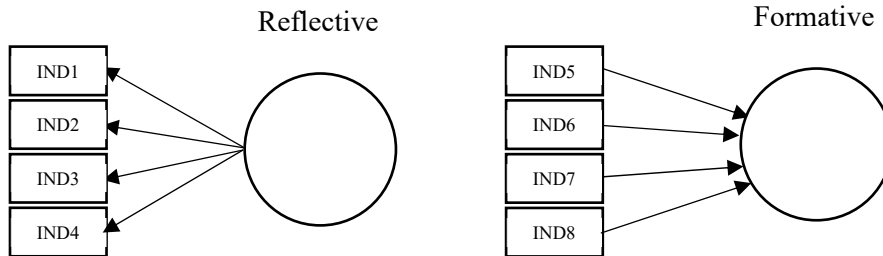 Reflective
IND1
IND2
IND3
IND4
Formative
IND5
IND6
IND7
IND8